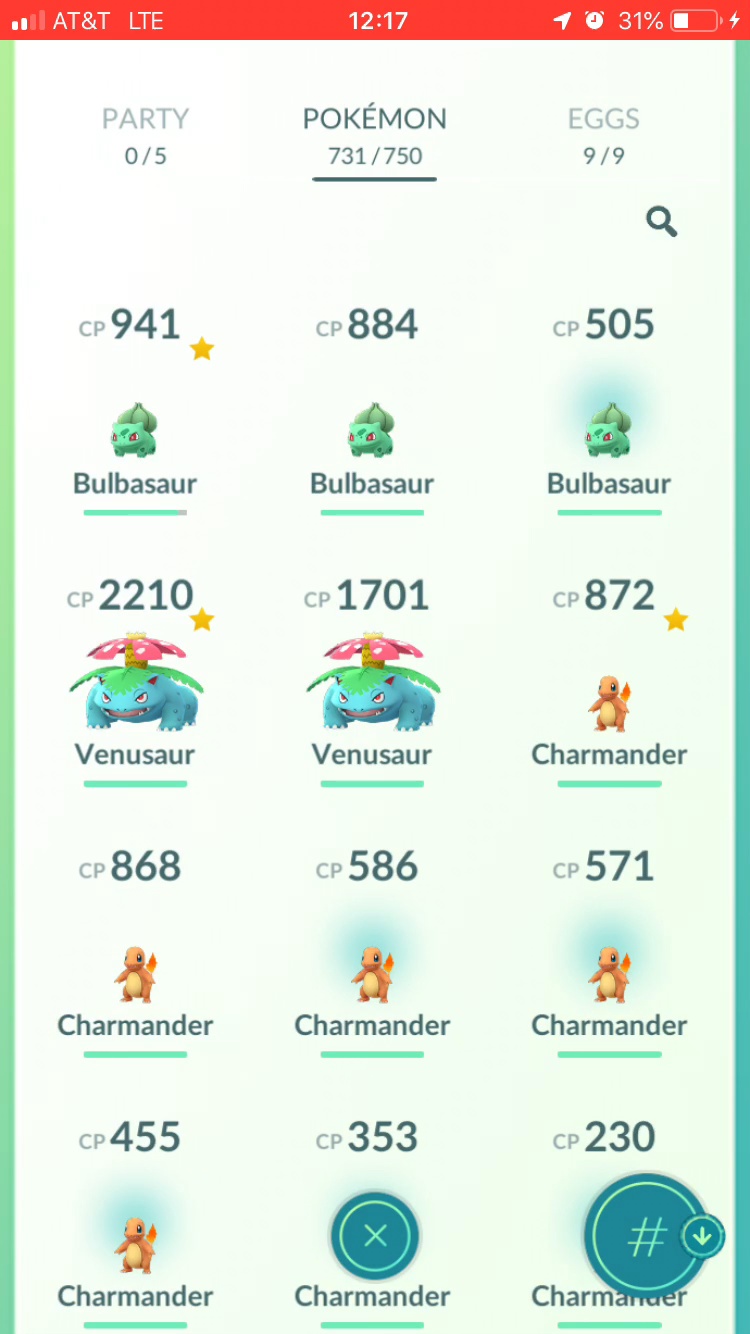 AT&T LTE 12:17 31%
PARTY POKÉMON EGGS
0/5 731/750 9/9
CP 941 CP 884 CP 505
Bulbasaur Bulbasaur Bulbasaur
CP 2210 CP 1701 CP 872
Venusaur Venusaur Charmander
CP 868 CP 586 CP 571
Charmander Charmander Charmander
CP 455 CP 353 CP 230
#
Charmander Charmander Charmander